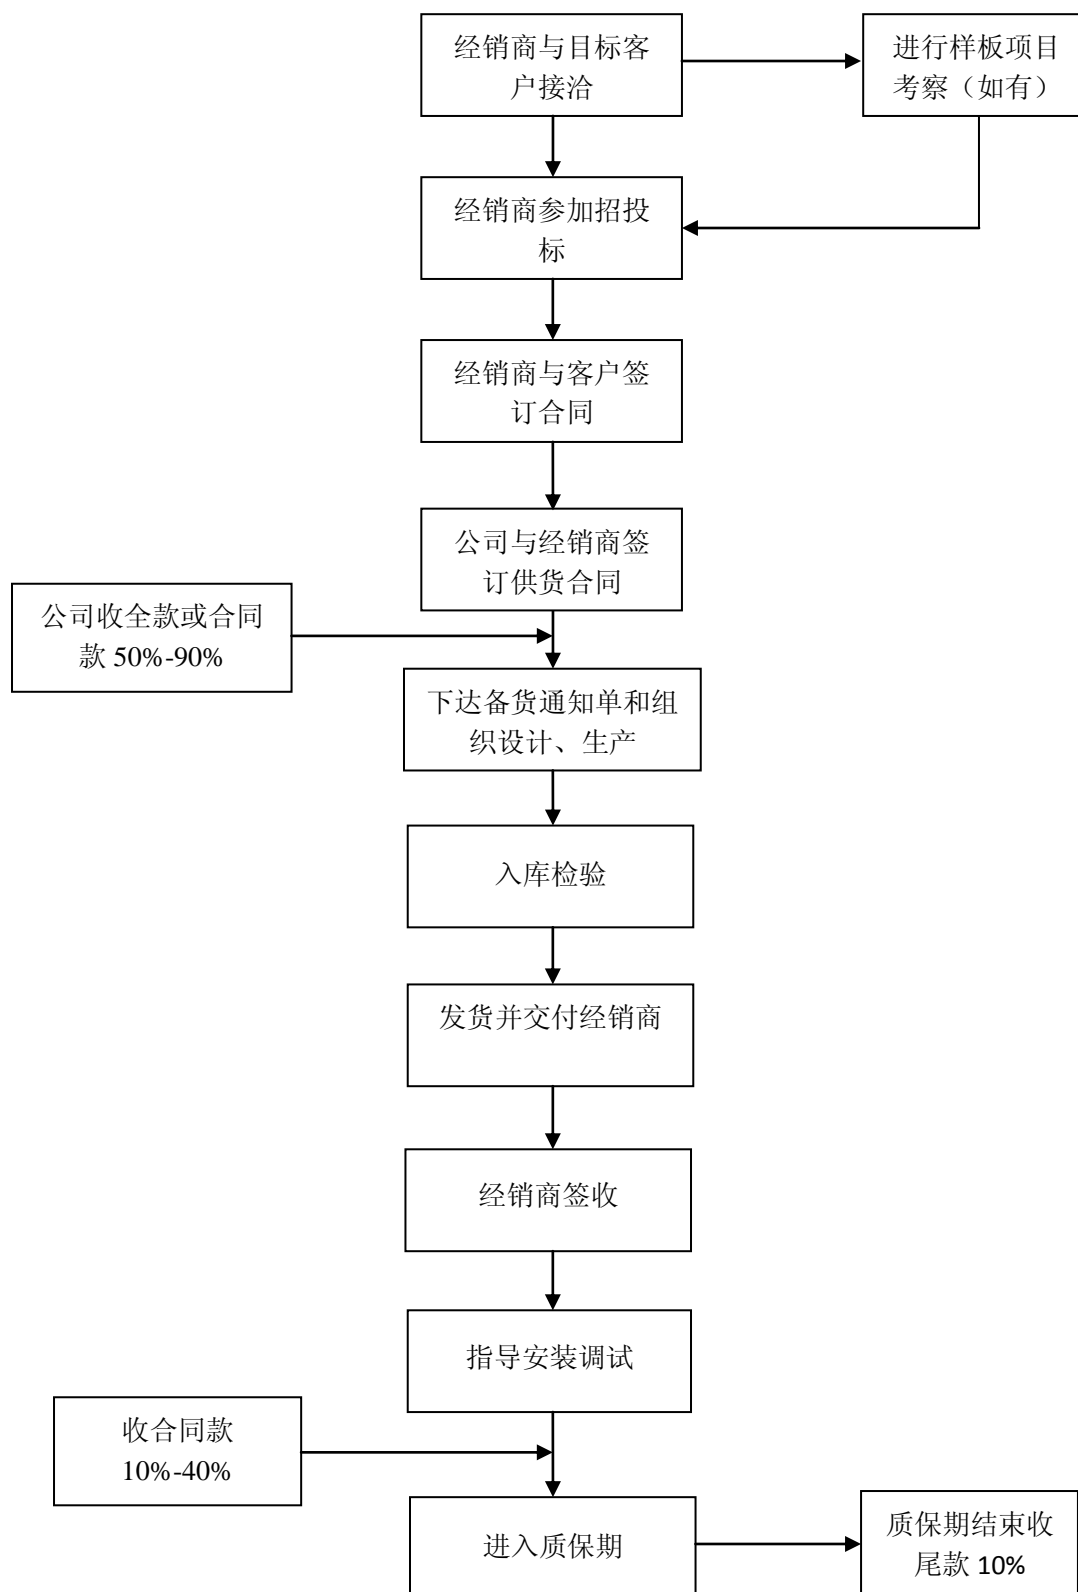 经销商与目标客
户接洽
进行样板项目
考察（如有）
经销商参加招投
标
经销商与客户签
订合同
公司与经销商签
订供货合同
公司收全款或合同
款 50%-90%
下达备货通知单和组
织设计、生产
入库检验
发货并交付经销商
经销商签收
指导安装调试
收合同款
10%-40%
进入质保期
质保期结束收
尾款 10%